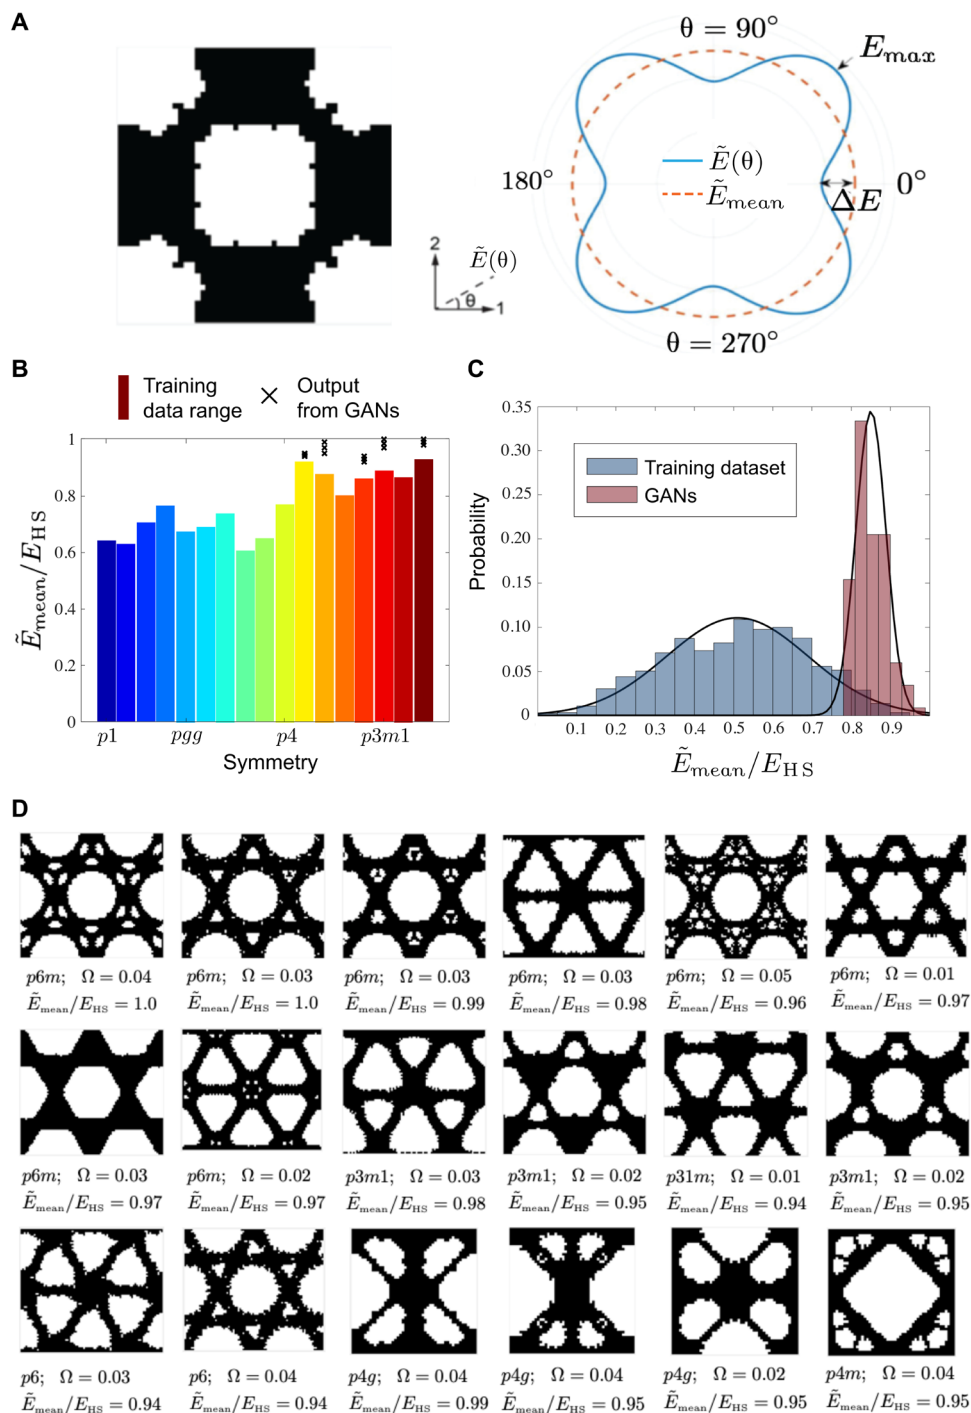 A
θ = 90°
E_max
180°
Ẽ(θ)
Ẽ_mean
0°
ΔE
2
Ẽ(θ)
θ
1
θ = 270°
B
Training data range
Output from GANs
1
0.8
0.6
0.4
0.2
0
Ẽ_mean/E_HS
p1
pgg
p4
p3m1
Symmetry
C
0.35
0.30
0.25
0.20
0.15
0.10
0.05
0
Probability
Training dataset
GANs
0.1 0.2 0.3 0.4 0.5 0.6 0.7 0.8 0.9
Ẽ_mean/E_HS
D
p6m; Ω = 0.04
Ẽ_mean/E_HS = 1.0
p6m; Ω = 0.03
Ẽ_mean/E_HS = 1.0
p6m; Ω = 0.03
Ẽ_mean/E_HS = 0.99
p6m; Ω = 0.03
Ẽ_mean/E_HS = 0.98
p6m; Ω = 0.05
Ẽ_mean/E_HS = 0.96
p6m; Ω = 0.01
Ẽ_mean/E_HS = 0.97
p6m; Ω = 0.03
Ẽ_mean/E_HS = 0.97
p6m; Ω = 0.02
Ẽ_mean/E_HS = 0.97
p3m1; Ω = 0.03
Ẽ_mean/E_HS = 0.98
p3m1; Ω = 0.02
Ẽ_mean/E_HS = 0.95
p31m; Ω = 0.01
Ẽ_mean/E_HS = 0.94
p3m1; Ω = 0.02
Ẽ_mean/E_HS = 0.95
p6; Ω = 0.03
Ẽ_mean/E_HS = 0.94
p6; Ω = 0.04
Ẽ_mean/E_HS = 0.94
p4g; Ω = 0.04
Ẽ_mean/E_HS = 0.99
p4g; Ω = 0.04
Ẽ_mean/E_HS = 0.95
p4g; Ω = 0.02
Ẽ_mean/E_HS = 0.95
p4m; Ω = 0.04
Ẽ_mean/E_HS = 0.95